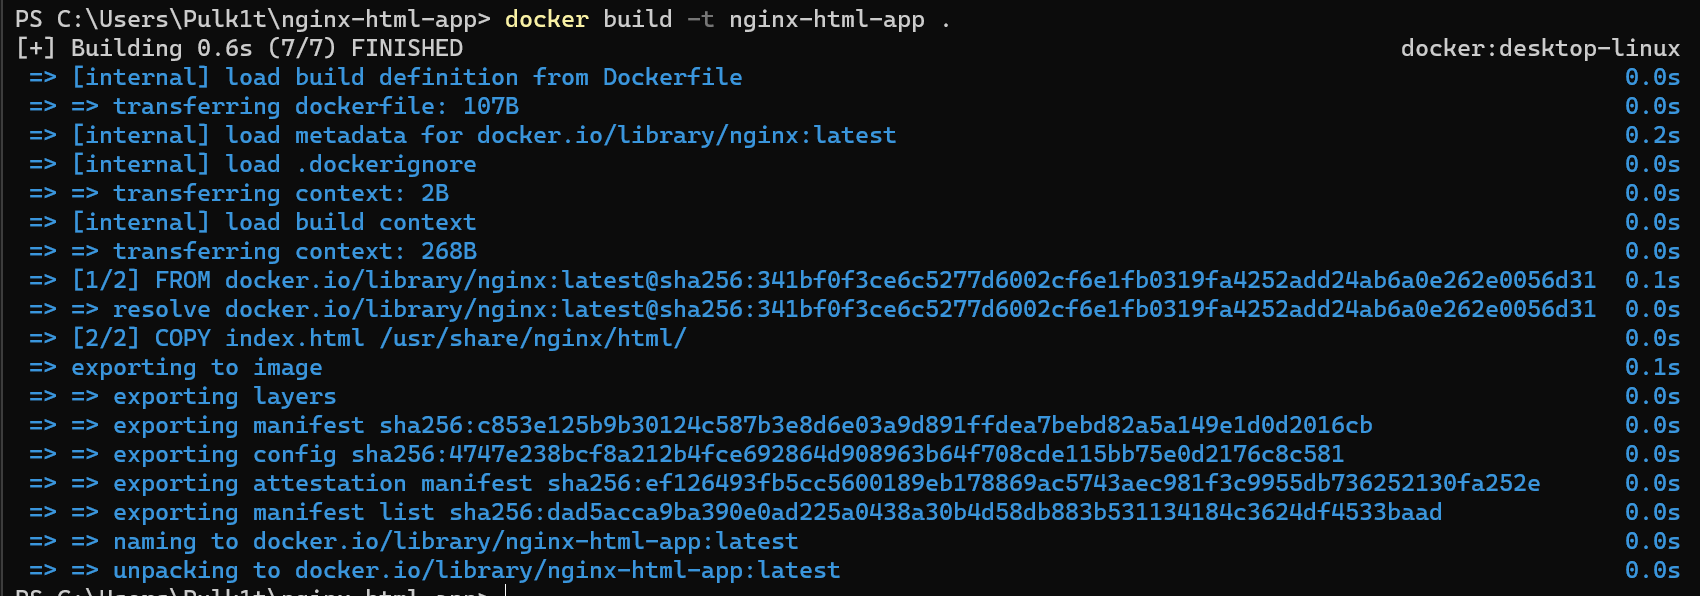 PS C:\Users\Pulk1t\nginx-html-app> docker build -t nginx-html-app .
[+] Building 0.6s (7/7) FINISHED docker:desktop-linux
=> [internal] load build definition from Dockerfile 0.0s
=> => transferring dockerfile: 107B 0.0s
=> [internal] load metadata for docker.io/library/nginx:latest 0.2s
=> [internal] load .dockerignore 0.0s
=> => transferring context: 2B 0.0s
=> [internal] load build context 0.0s
=> => transferring context: 268B 0.0s
=> [1/2] FROM docker.io/library/nginx:latest@sha256:341bf0f3ce6c5277d6002cf6e1fb0319fa4252add24ab6a0e262e0056d31 0.1s
=> => resolve docker.io/library/nginx:latest@sha256:341bf0f3ce6c5277d6002cf6e1fb0319fa4252add24ab6a0e262e0056d31 0.0s
=> [2/2] COPY index.html /usr/share/nginx/html/ 0.0s
=> exporting to image 0.1s
=> => exporting layers 0.0s
=> => exporting manifest sha256:c853e125b9b30124c587b3e8d6e03a9d891ffdea7bebd82a5a149e1d0d2016cb 0.0s
=> => exporting config sha256:4747e238bcf8a212b4fce692864d908963b64f708cde115bb75e0d2176c8c581 0.0s
=> => exporting attestation manifest sha256:ef126493fb5cc5600189eb178869ac5743aec981f3c9955db736252130fa252e 0.0s
=> => exporting manifest list sha256:dad5acca9ba390e0ad225a0438a30b4d58db883b531134184c3624df4533baad 0.0s
=> => naming to docker.io/library/nginx-html-app:latest 0.0s
=> => unpacking to docker.io/library/nginx-html-app:latest 0.0s
PS C:\Users\Pulk1t\nginx-html-app>